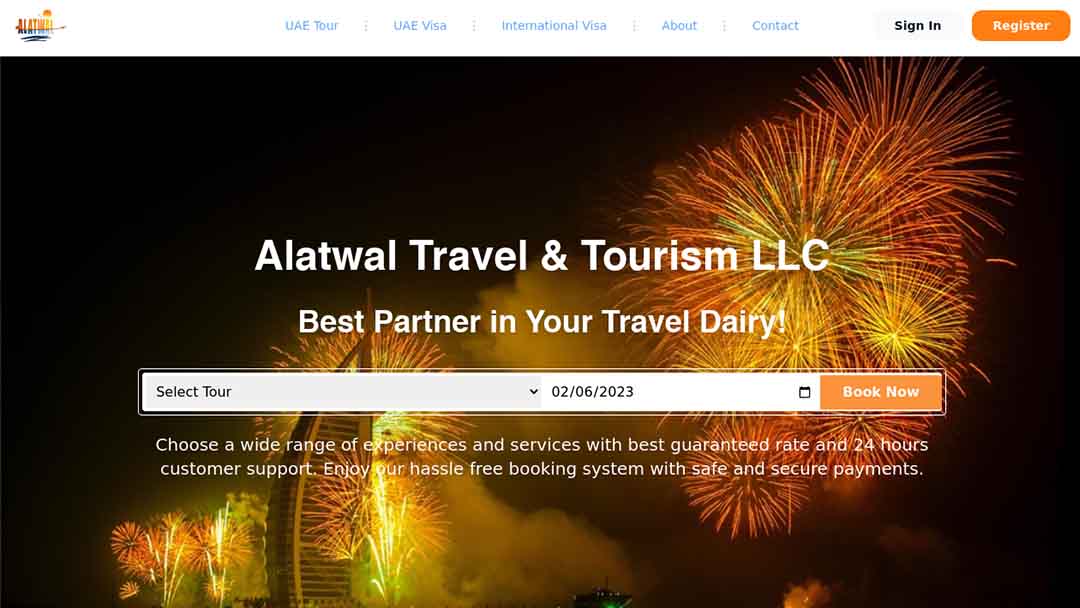 ALATWAL
UAE Tour
UAE Visa
International Visa
About
Contact
Sign In
Register
Alatwal Travel & Tourism LLC
Best Partner in Your Travel Dairy!
Select Tour
02/06/2023
Book Now
Choose a wide range of experiences and services with best guaranteed rate and 24 hours
customer support. Enjoy our hassle free booking system with safe and secure payments.